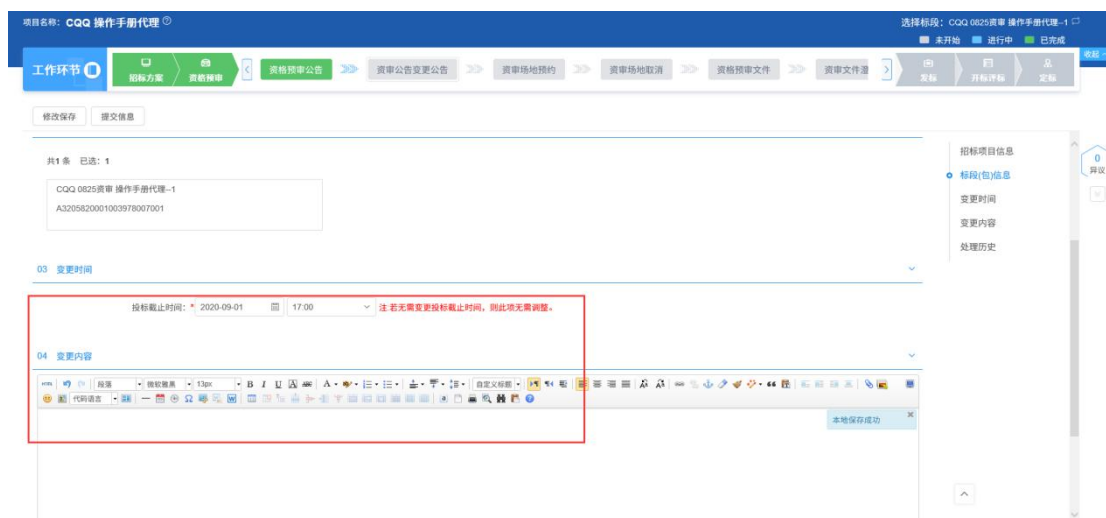 项目名称：CQQ 操作手册代理
选择标段：CQQ 0825资审 操作手册代理--1
未开始 进行中 已完成
工作环节
招标方案
资格预审
资格预审公告
资审公告变更公告
资审场地预约
资审场地取消
资格预审文件
资审文件澄
发标
开标评标
定标
收起
修改保存
提交信息
共1 条 已选：1
CQQ 0825资审 操作手册代理--1
A3205820001003978007001
招标项目信息
标段(包)信息
变更时间
变更内容
处理历史
0
异议
03 变更时间
投标截止时间：* 2020-09-01 17:00 注:若无需变更投标截止时间，则此项无需调整。
04 变更内容
HTML 段落 微软雅黑 13px B I U A ABC A 自定义标题
代码语言 Ω W
本地保存成功